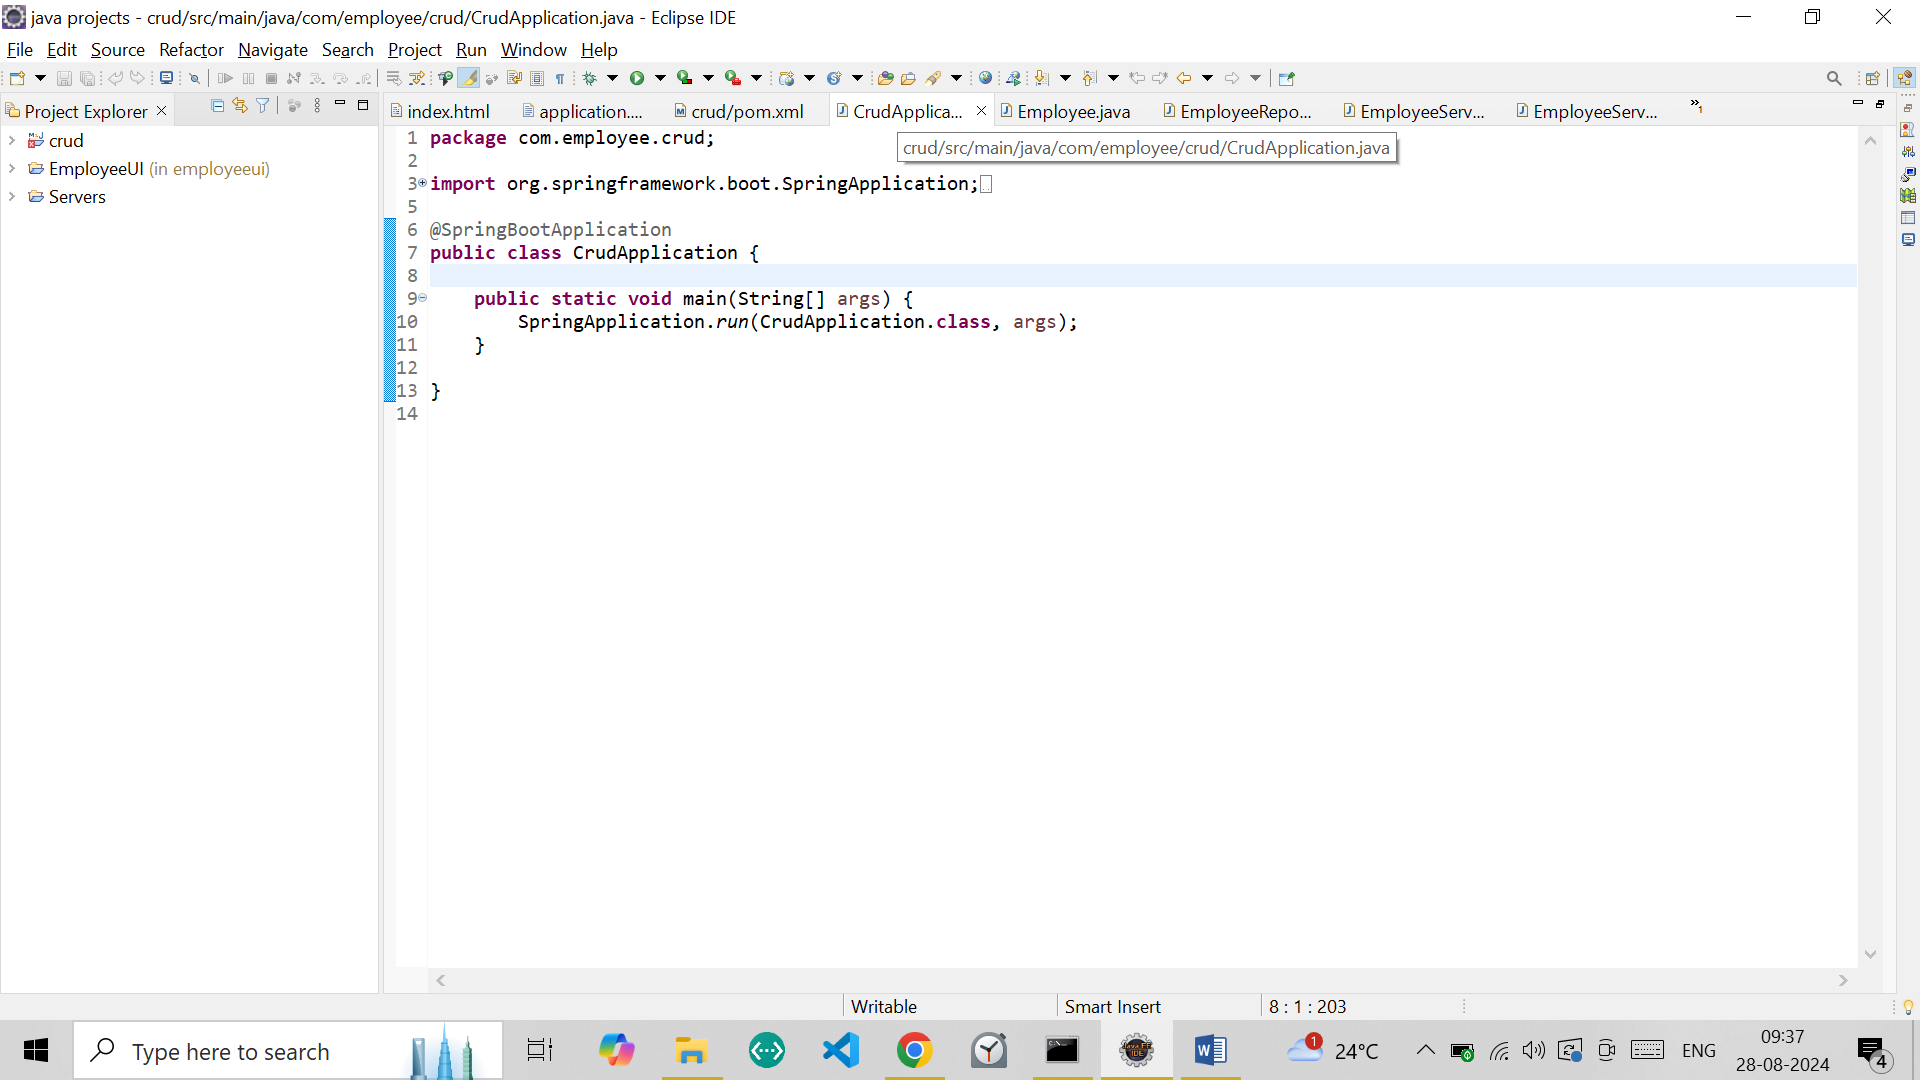 java projects - crud/src/main/java/com/employee/crud/CrudApplication.java - Eclipse IDE
File Edit Source Refactor Navigate Search Project Run Window Help
Project Explorer
crud
EmployeeUI (in employeeui)
Servers
index.html application.... crud/pom.xml CrudApplica... Employee.java EmployeeRepo... EmployeeServ... EmployeeServ... »1
crud/src/main/java/com/employee/crud/CrudApplication.java
1 package com.employee.crud;
2
3 import org.springframework.boot.SpringApplication;
5
6 @SpringBootApplication
7 public class CrudApplication {
8
9 public static void main(String[] args) {
10 SpringApplication.run(CrudApplication.class, args);
11 }
12
13 }
14
Writable Smart Insert 8 : 1 : 203
Type here to search
1 24°C ENG 09:37
28-08-2024 4